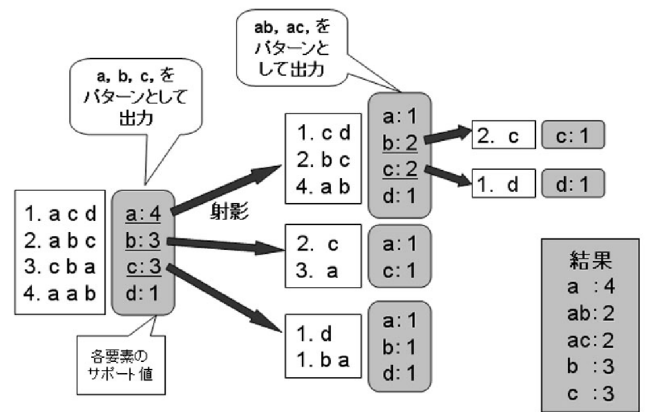 ab, ac, を
パターンと
して出力
a, b, c, を
パターンとして
出力
1. a c d
2. a b c
3. c b a
4. a a b
a: 4
b: 3
c: 3
d: 1
各要素の
サポート値
射影
1. c d
2. b c
4. a b
a: 1
b: 2
c: 2
d: 1
2. c
c: 1
1. d
d: 1
2. c
3. a
a: 1
c: 1
1. d
1. b a
a: 1
b: 1
d: 1
結果
a : 4
ab: 2
ac: 2
b : 3
c : 3